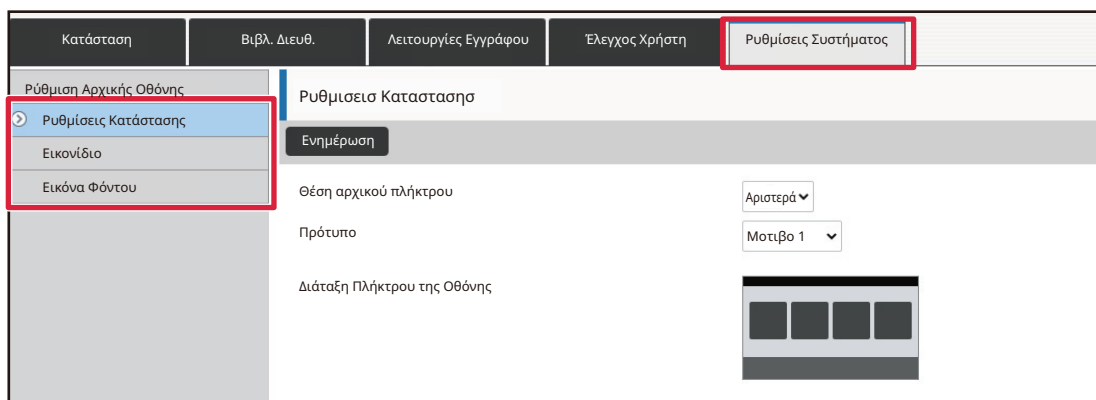 Κατάσταση
Βιβλ. Διευθ.
Λειτουργίες Εγγράφου
Έλεγχος Χρήστη
Ρυθμίσεις Συστήματος
Ρύθμιση Αρχικής Οθόνης
Ρυθμίσεις Κατάστασης
Εικονίδιο
Εικόνα Φόντου
Ρυθμισεισ Καταστασησ
Ενημέρωση
Θέση αρχικού πλήκτρου
Αριστερά
Πρότυπο
Μοτιβο 1
Διάταξη Πλήκτρου της Οθόνης